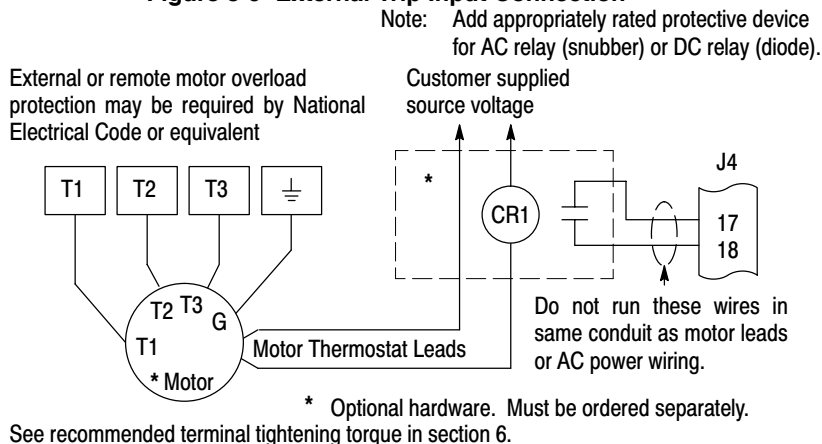 Figure 3-9 External Trip Input Connection
Note: Add appropriately rated protective device
for AC relay (snubber) or DC relay (diode).
External or remote motor overload
protection may be required by National
Electrical Code or equivalent
Customer supplied
source voltage
T1 T2 T3
*
CR1
J4
17
18
T2 T3 G
T1
* Motor
Motor Thermostat Leads
Do not run these wires in
same conduit as motor leads
or AC power wiring.
* Optional hardware. Must be ordered separately.
See recommended terminal tightening torque in section 6.